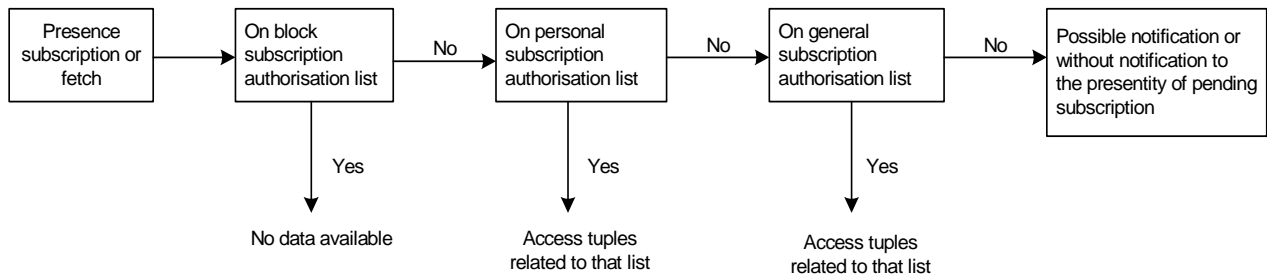 Presence
subscription or
fetch
On block
subscription
authorisation list
No
On personal
subscription
authorisation list
No
On general
subscription
authorisation list
No
Possible notification or
without notification to
the presentity of pending
subscription
Yes
Yes
Yes
No data available
Access tuples
related to that list
Access tuples
related to that list